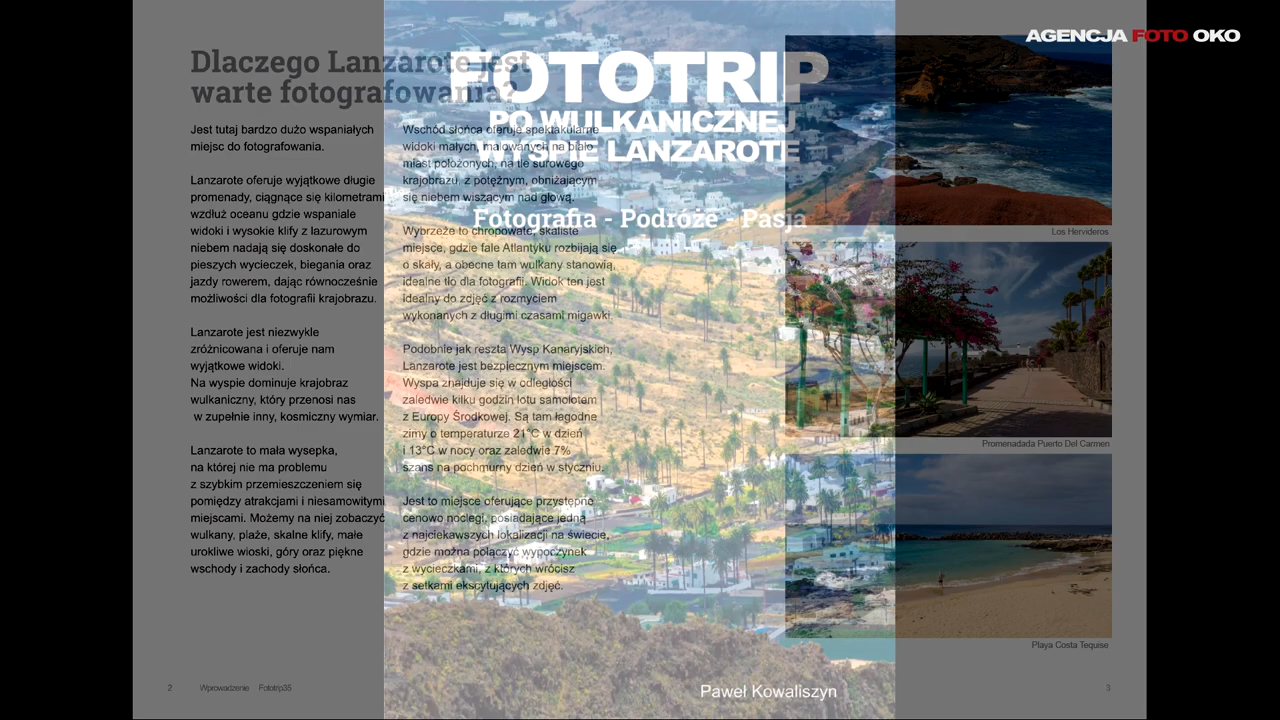 AGENCJA FOTO OKO
FOTOTRIP
PO WULKANICZNEJ
WYSPIE LANZAROTE
Fotografia - Podróże - Pasja
Dlaczego Lanzarote jest
warte fotografowania?
Jest tutaj bardzo dużo wspaniałych
miejsc do fotografowania.
Lanzarote oferuje wyjątkowe długie
promenady, ciągnące się kilometrami
wzdłuż oceanu gdzie wspaniale
widoki i wysokie klify z lazurowym
niebem nadają się doskonałe do
pieszych wycieczek, biegania oraz
jazdy rowerem, dając równocześnie
możliwości dla fotografii krajobrazu.
Lanzarote jest niezwykle
zróżnicowana i oferuje nam
wyjątkowe widoki.
Na wyspie dominuje krajobraz
wulkaniczny, który przenosi nas
w zupełnie inny, kosmiczny wymiar.
Lanzarote to mała wysepka,
na której nie ma problemu
z szybkim przemieszczeniem się
pomiędzy atrakcjami i niesamowitymi
miejscami. Możemy na niej zobaczyć
wulkany, plaże, skalne klify, małe
urokliwe wioski, góry oraz piękne
wschody i zachody słońca.
Wschód słońca oferuje spektakularne
widoki małych, malowanych na biało
miast położonych, na tle surowego
krajobrazu, z potężnym, obniżającym
się niebem wiszącym nad głową.
Wybrzeże to chropowate, skaliste
miejsce, gdzie fale Atlantyku rozbijają się
o skały, a obecne tam wulkany stanowią
idealne tło dla fotografii. Widok ten jest
idealny do zdjęć z rozmyciem
wykonanych z długimi czasami migawki.
Podobnie jak reszta Wysp Kanaryjskich,
Lanzarote jest bezpiecznym miejscem.
Wyspa znajduje się w odległości
zaledwie kilku godzin lotu samolotem
z Europy Środkowej. Są tam łagodne
zimy o temperaturze 21°C w dzień
i 13°C w nocy oraz zaledwie 7%
szans na pochmurny dzień w styczniu.
Jest to miejsce oferujące przystępne
cenowo noclegi, posiadające jedną
z najciekawszych lokalizacji na świecie,
gdzie można połączyć wypoczynek
z wycieczkami, z których wrócisz
z setkami ekscytujących zdjęć.
Los Hervideros
Promenadada Puerto Del Carmen
Playa Costa Tequise
2 Wprowadzenie Fototrip35
Paweł Kowaliszyn
3